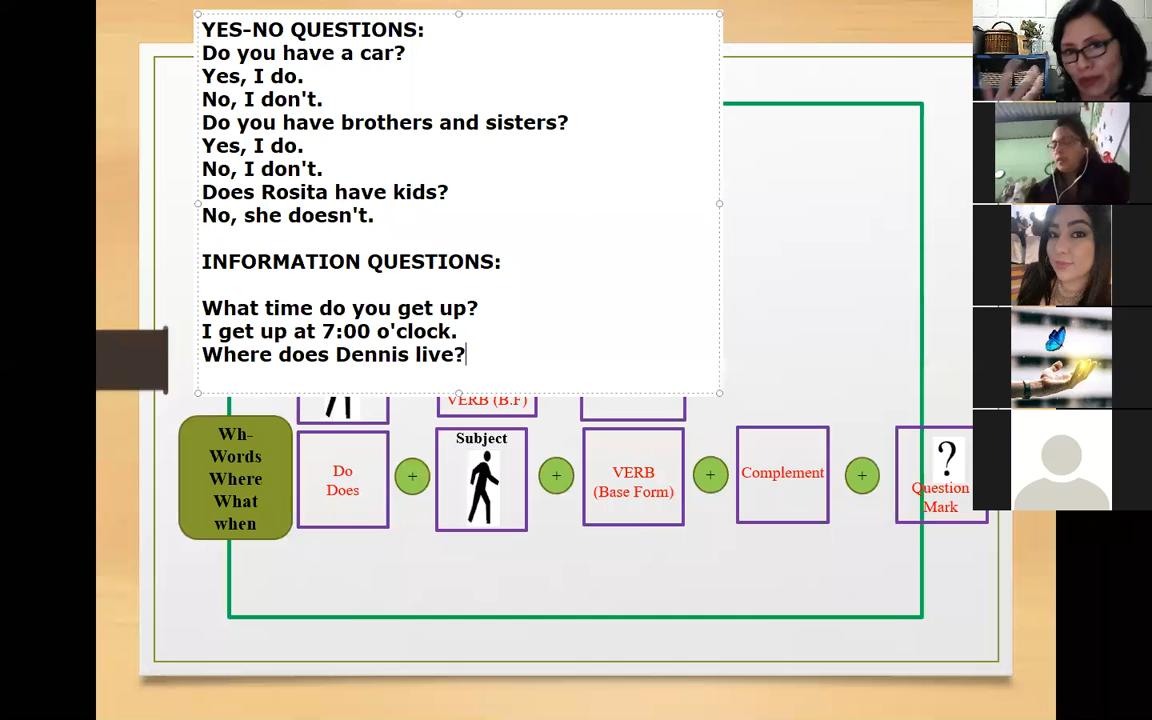 YES-NO QUESTIONS:
Do you have a car?
Yes, I do.
No, I don't.
Do you have brothers and sisters?
Yes, I do.
No, I don't.
Does Rosita have kids?
No, she doesn't.
INFORMATION QUESTIONS:
What time do you get up?
I get up at 7:00 o'clock.
Where does Dennis live?
VERB (B.F)
Wh-
Words
Where
What
when
Do
Does
+
Subject
+
VERB
(Base Form)
+
Complement
+
?
Question
Mark